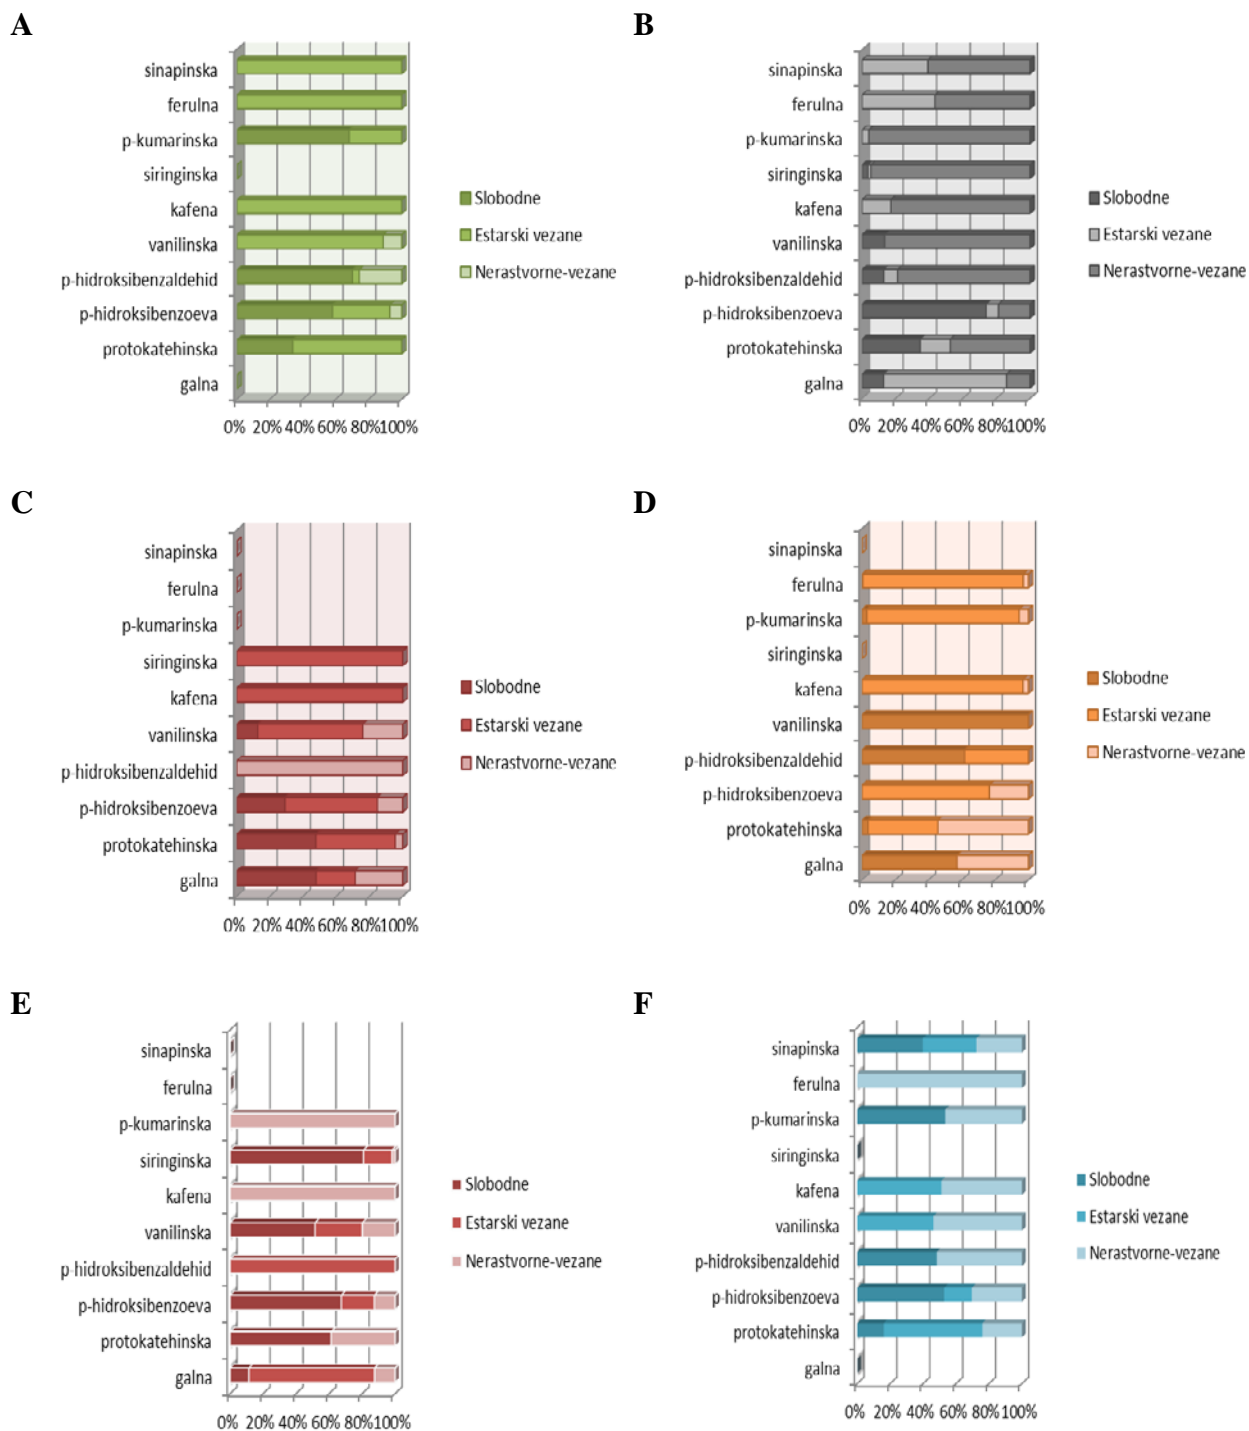 A
sinapinska
ferulna
p-kumarinska
siringinska
kafena
vanilinska
p-hidroksibenzaldehid
p-hidroksibenzoeva
protokatehinska
galna
0% 20% 40% 60% 80%100%
Slobodne
Estarski vezane
Nerastvorne-vezane
B
sinapinska
ferulna
p-kumarinska
siringinska
kafena
vanilinska
p-hidroksibenzaldehid
p-hidroksibenzoeva
protokatehinska
galna
0% 20% 40% 60% 80%100%
Slobodne
Estarski vezane
Nerastvorne-vezane
C
sinapinska
ferulna
p-kumarinska
siringinska
kafena
vanilinska
p-hidroksibenzaldehid
p-hidroksibenzoeva
protokatehinska
galna
0% 20% 40% 60% 80%100%
Slobodne
Estarski vezane
Nerastvorne-vezane
D
sinapinska
ferulna
p-kumarinska
siringinska
kafena
vanilinska
p-hidroksibenzaldehid
p-hidroksibenzoeva
protokatehinska
galna
0% 20% 40% 60% 80%100%
Slobodne
Estarski vezane
Nerastvorne-vezane
E
sinapinska
ferulna
p-kumarinska
siringinska
kafena
vanilinska
p-hidroksibenzaldehid
p-hidroksibenzoeva
protokatehinska
galna
0% 20% 40% 60% 80%100%
Slobodne
Estarski vezane
Nerastvorne-vezane
F
sinapinska
ferulna
p-kumarinska
siringinska
kafena
vanilinska
p-hidroksibenzaldehid
p-hidroksibenzoeva
protokatehinska
galna
0% 20% 40% 60% 80%100%
Slobodne
Estarski vezane
Nerastvorne-vezane